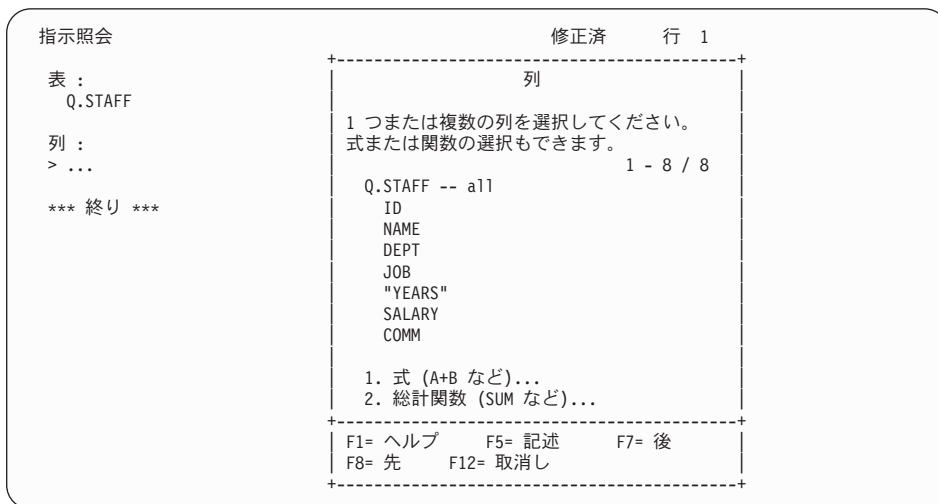 指示照会 修正済 行 1
表 :
Q.STAFF
列 :
> ...
*** 終り ***
列
1 つまたは複数の列を選択してください。
式または関数の選択もできます。
1 - 8 / 8
Q.STAFF -- all
ID
NAME
DEPT
JOB
"YEARS"
SALARY
COMM
1. 式 (A+B など)...
2. 総計関数 (SUM など)...
F1= ヘルプ F5= 記述 F7= 後
F8= 先 F12= 取消し